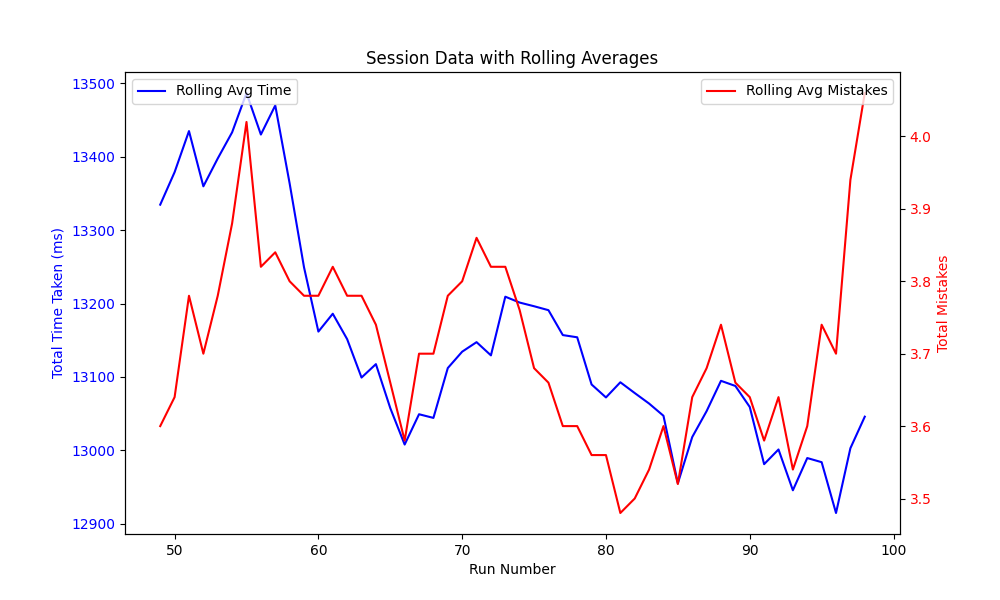 Session Data with Rolling Averages
Rolling Avg Time
Rolling Avg Mistakes
13500
13400
13300
13200
13100
13000
12900
Total Time Taken (ms)
4.0
3.9
3.8
3.7
3.6
3.5
Total Mistakes
50 60 70 80 90 100
Run Number